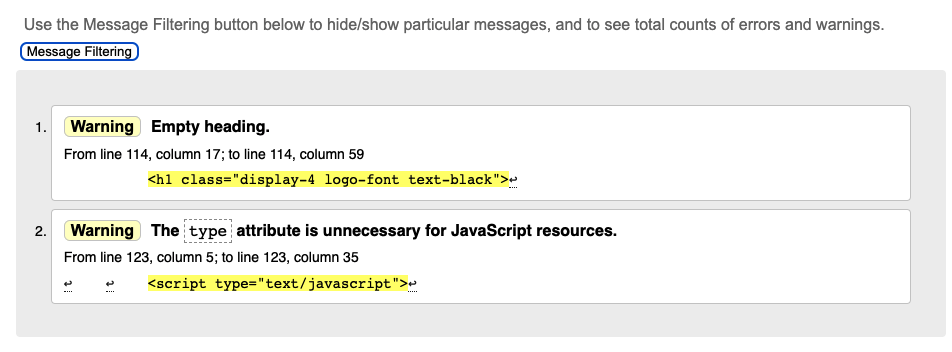 Use the Message Filtering button below to hide/show particular messages, and to see total counts of errors and warnings.
Message Filtering
1. Warning Empty heading.
From line 114, column 17; to line 114, column 59
<h1 class="display-4 logo-font text-black">↩
2. Warning The type attribute is unnecessary for JavaScript resources.
From line 123, column 5; to line 123, column 35
↩ ↩ <script type="text/javascript">↩